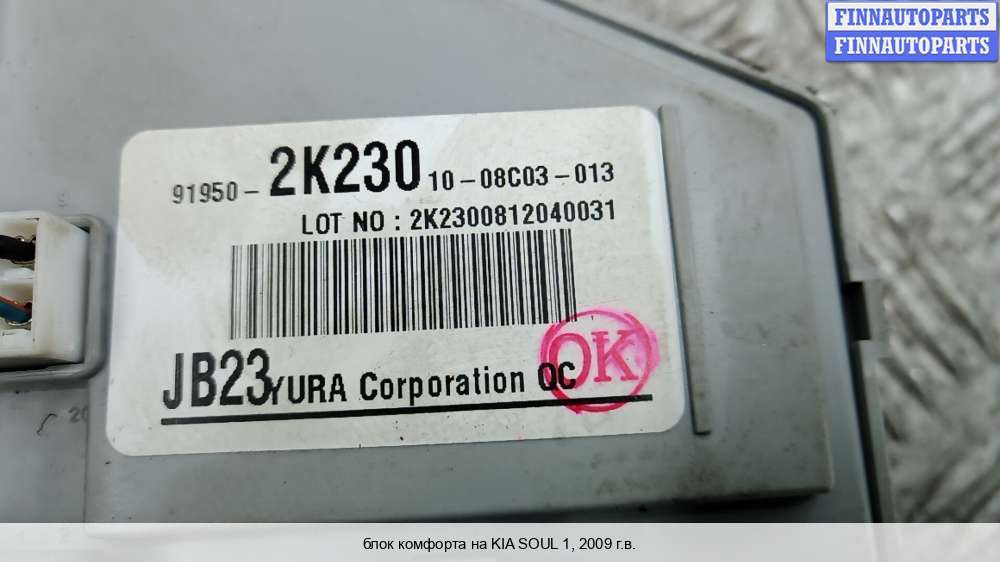 FINNAUTOPARTS
FINNAUTOPARTS
91950-2K230 10-08C03-013
LOT NO : 2K2300812040031
JB23 YURA Corporation QC
OK
блок комфорта на KIA SOUL 1, 2009 г.в.